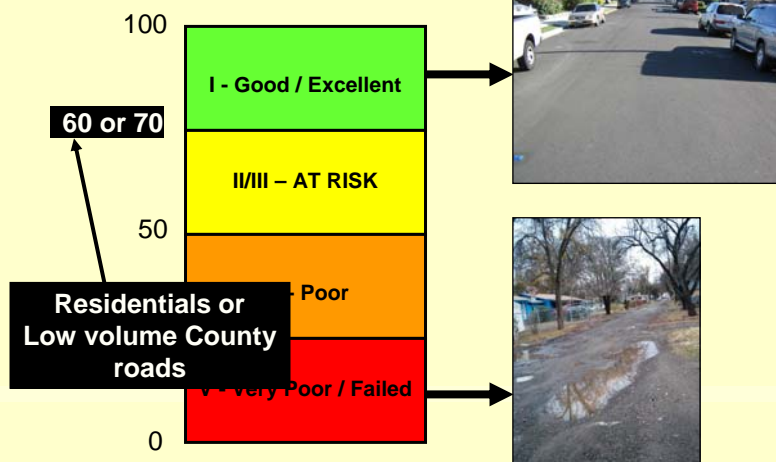 100
I - Good / Excellent
60 or 70
II/III – AT RISK
50
- Poor
Residentials or
Low volume County
roads
V - Very Poor / Failed
0